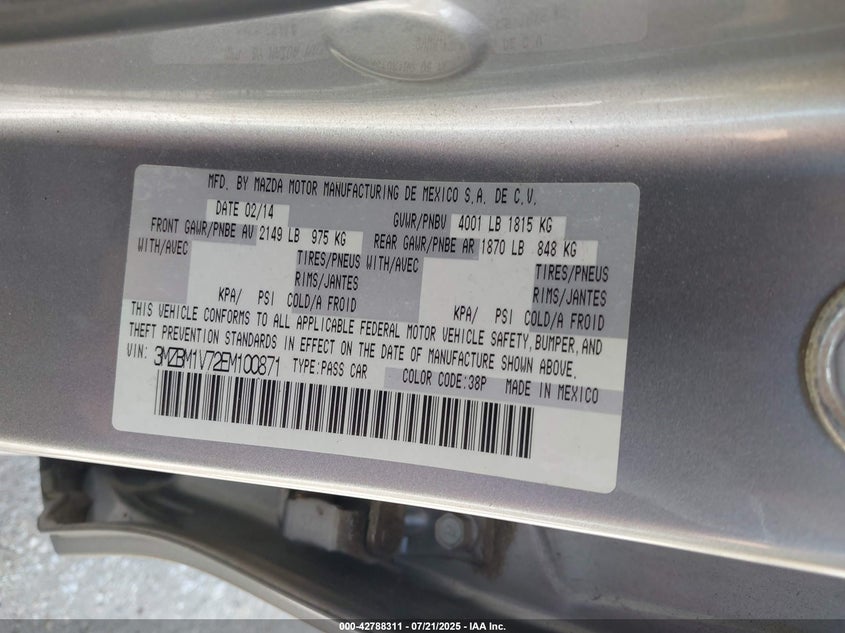 MFD. BY MAZDA MOTOR MANUFACTURING DE MEXICO S.A. DE C.V.
DATE 02/14 GVWR/PNBV 4001 LB 1815 KG
FRONT GAWR/PNBE AV 2149 LB 975 KG REAR GAWR/PNBE AR 1870 LB 848 KG
WITH/AVEC TIRES/PNEUS WITH/AVEC TIRES/PNEUS
RIMS/JANTES RIMS/JANTES
KPA/ PSI COLD/A FROID KPA/ PSI COLD/A FROID
THIS VEHICLE CONFORMS TO ALL APPLICABLE FEDERAL MOTOR VEHICLE SAFETY, BUMPER, AND
THEFT PREVENTION STANDARDS IN EFFECT ON THE DATE OF MANUFACTURE SHOWN ABOVE.
VIN: 3MZBM1V72EM100871 TYPE:PASS CAR COLOR CODE:38P MADE IN MEXICO
000-42788311 / 07/21/2025 - IAA Inc.